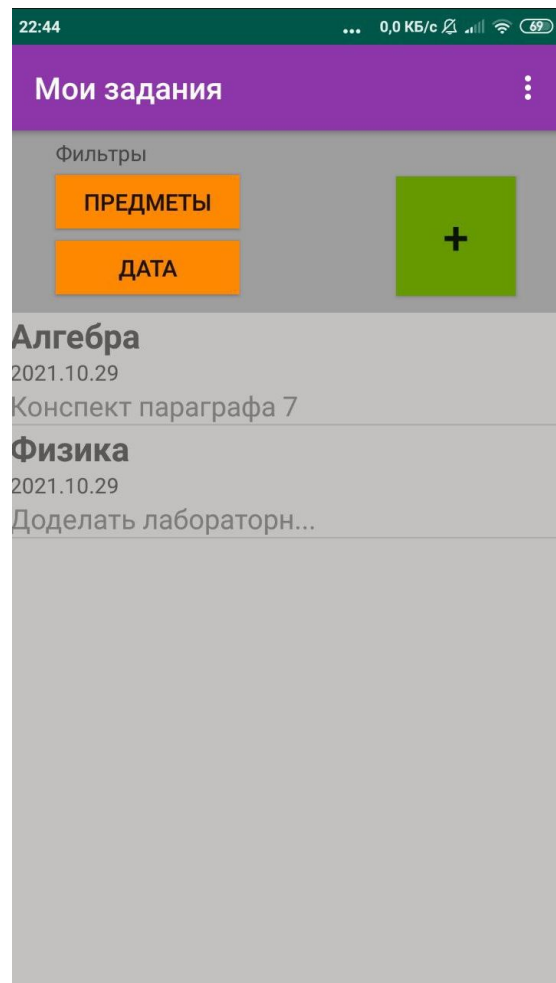 22:44 ... 0,0 КБ/с 69
Мои задания
Фильтры
ПРЕДМЕТЫ
ДАТА
+
Алгебра
2021.10.29
Конспект параграфа 7
Физика
2021.10.29
Доделать лабораторн...